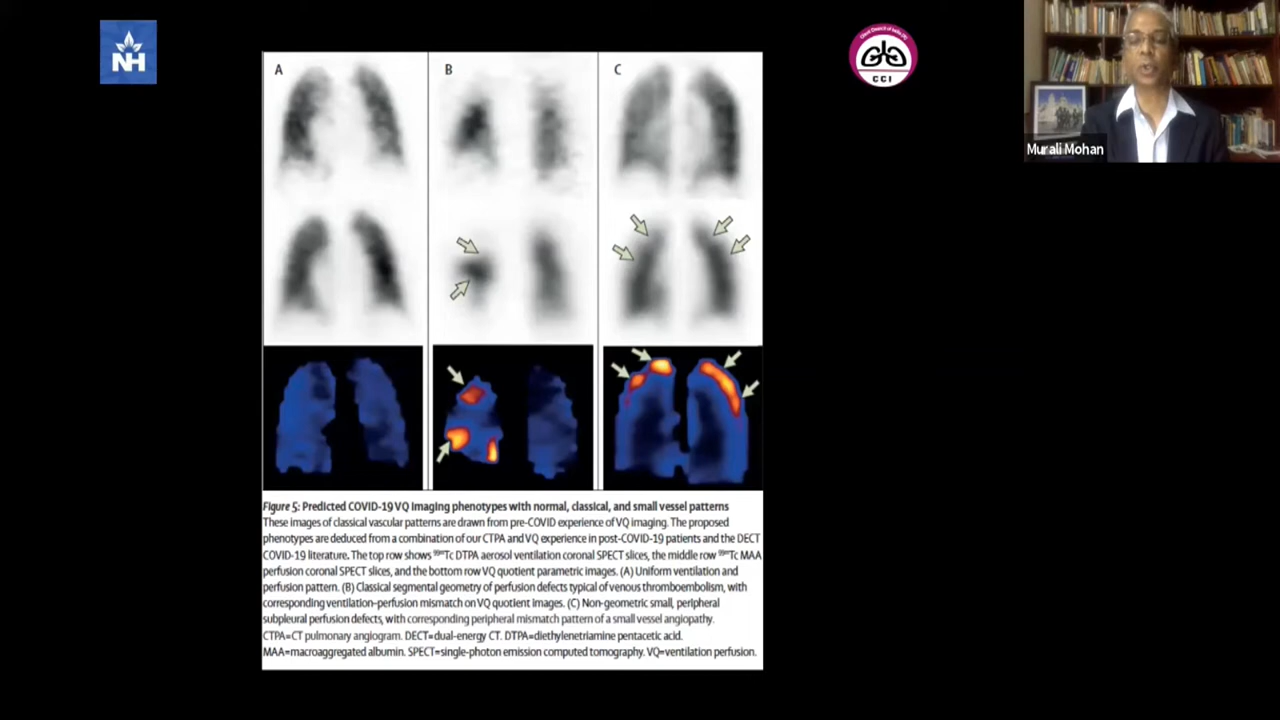 NH
Chest Council of India (R)
CCI
Murali Mohan
A
B
C
Figure 5: Predicted COVID-19 VQ imaging phenotypes with normal, classical, and small vessel patterns
These images of classical vascular patterns are drawn from pre-COVID experience of VQ imaging. The proposed
phenotypes are deduced from a combination of our CTPA and VQ experience in post-COVID-19 patients and the DECT
COVID-19 literature. The top row shows ⁹⁹ᵐTc DTPA aerosol ventilation coronal SPECT slices, the middle row ⁹⁹ᵐTc MAA
perfusion coronal SPECT slices, and the bottom row VQ quotient parametric images. (A) Uniform ventilation and
perfusion pattern. (B) Classical segmental geometry of perfusion defects typical of venous thromboembolism, with
corresponding ventilation–perfusion mismatch on VQ quotient images. (C) Non-geometric small, peripheral
subpleural perfusion defects, with corresponding peripheral mismatch pattern of a small vessel angiopathy.
CTPA=CT pulmonary angiogram. DECT=dual-energy CT. DTPA=diethylenetriamine pentacetic acid.
MAA=macroaggregated albumin. SPECT=single-photon emission computed tomography. VQ=ventilation perfusion.